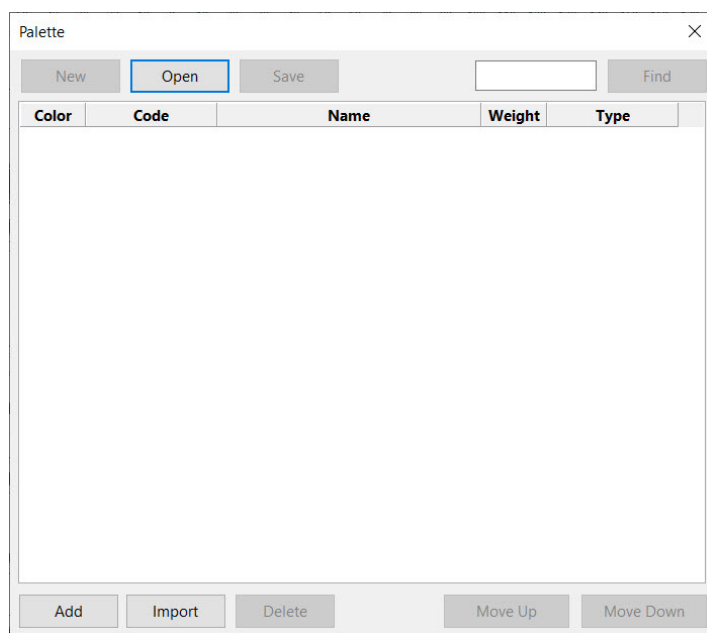 Palette
New Open Save Find
Color Code Name Weight Type
Add Import Delete Move Up Move Down